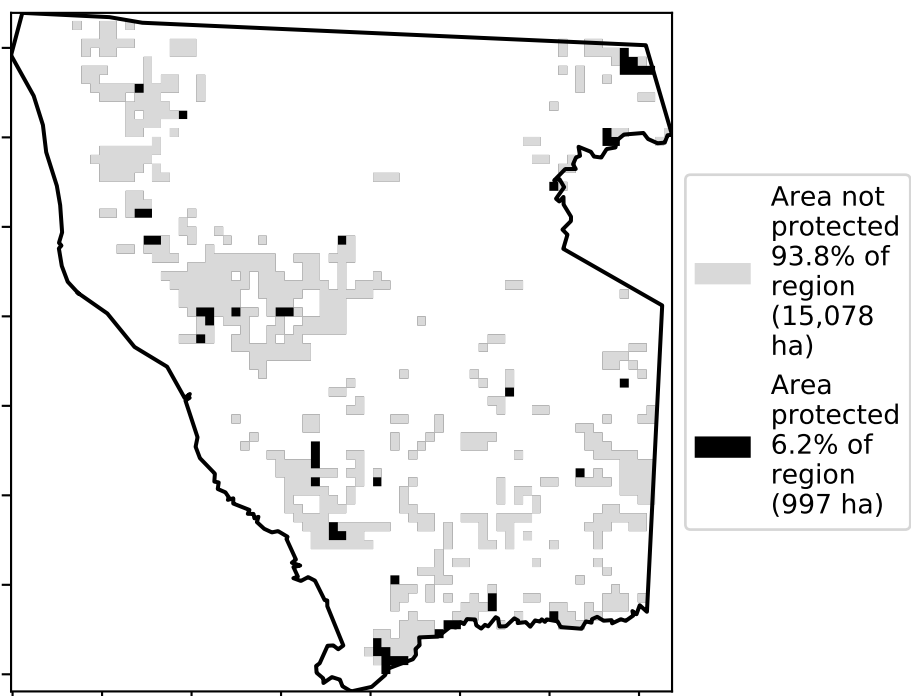 Area not
protected
93.8% of
region
(15,078
ha)
Area
protected
6.2% of
region
(997 ha)